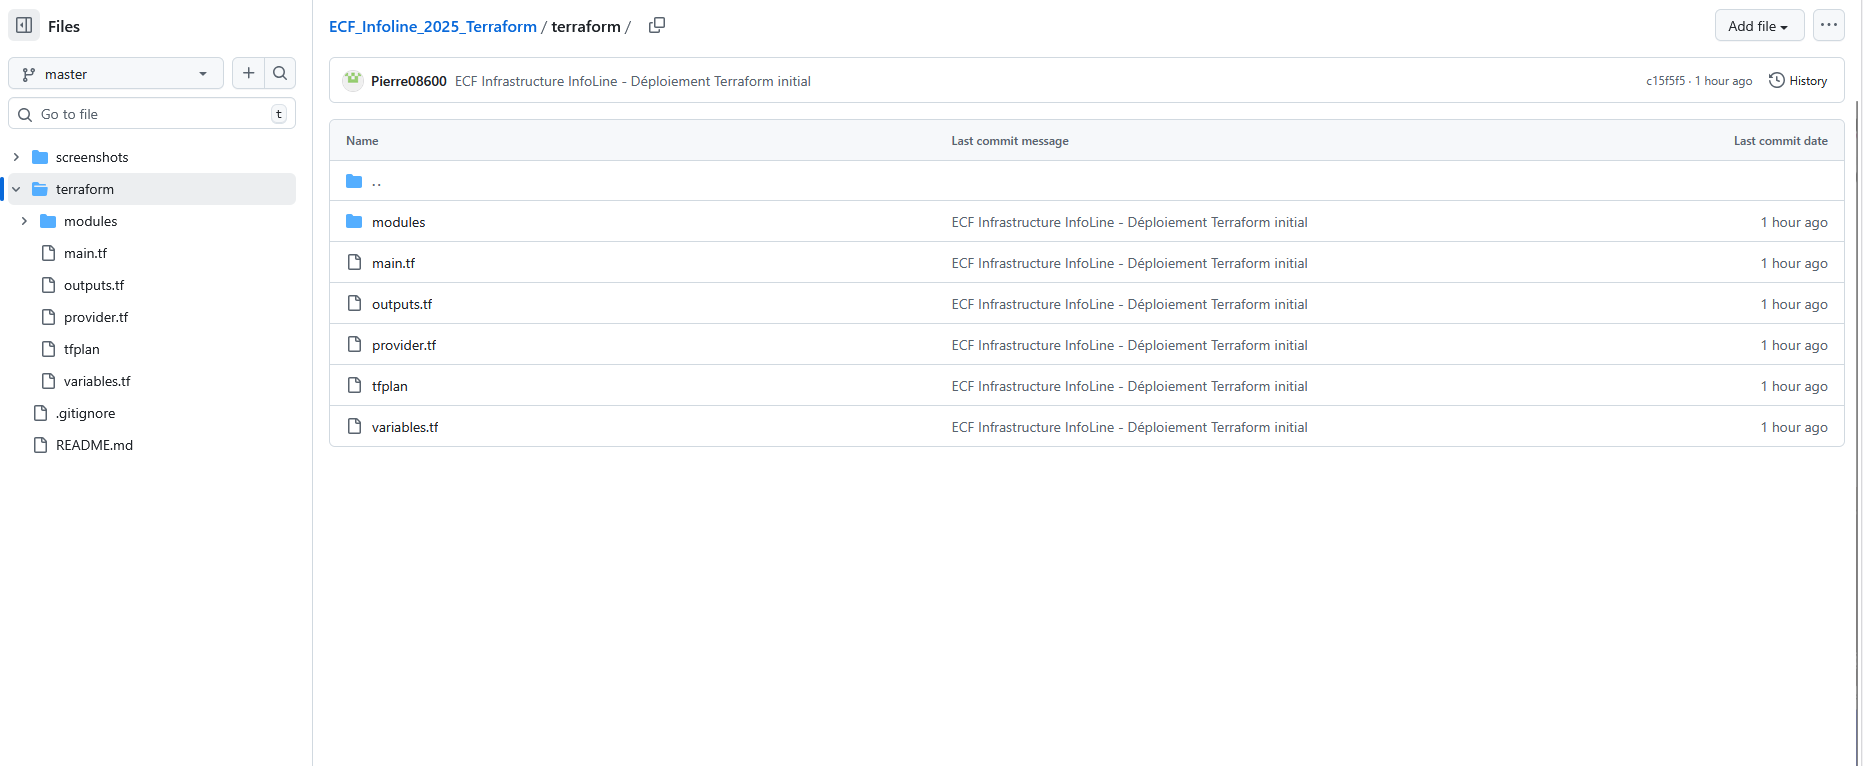 Files
master
Go to file
t
screenshots
terraform
modules
main.tf
outputs.tf
provider.tf
tfplan
variables.tf
.gitignore
README.md
ECF_Infoline_2025_Terraform / terraform /
Add file
Pierre08600 ECF Infrastructure InfoLine - Déploiement Terraform initial
c15f5f5 · 1 hour ago
History
Name Last commit message Last commit date
..
modules ECF Infrastructure InfoLine - Déploiement Terraform initial 1 hour ago
main.tf ECF Infrastructure InfoLine - Déploiement Terraform initial 1 hour ago
outputs.tf ECF Infrastructure InfoLine - Déploiement Terraform initial 1 hour ago
provider.tf ECF Infrastructure InfoLine - Déploiement Terraform initial 1 hour ago
tfplan ECF Infrastructure InfoLine - Déploiement Terraform initial 1 hour ago
variables.tf ECF Infrastructure InfoLine - Déploiement Terraform initial 1 hour ago